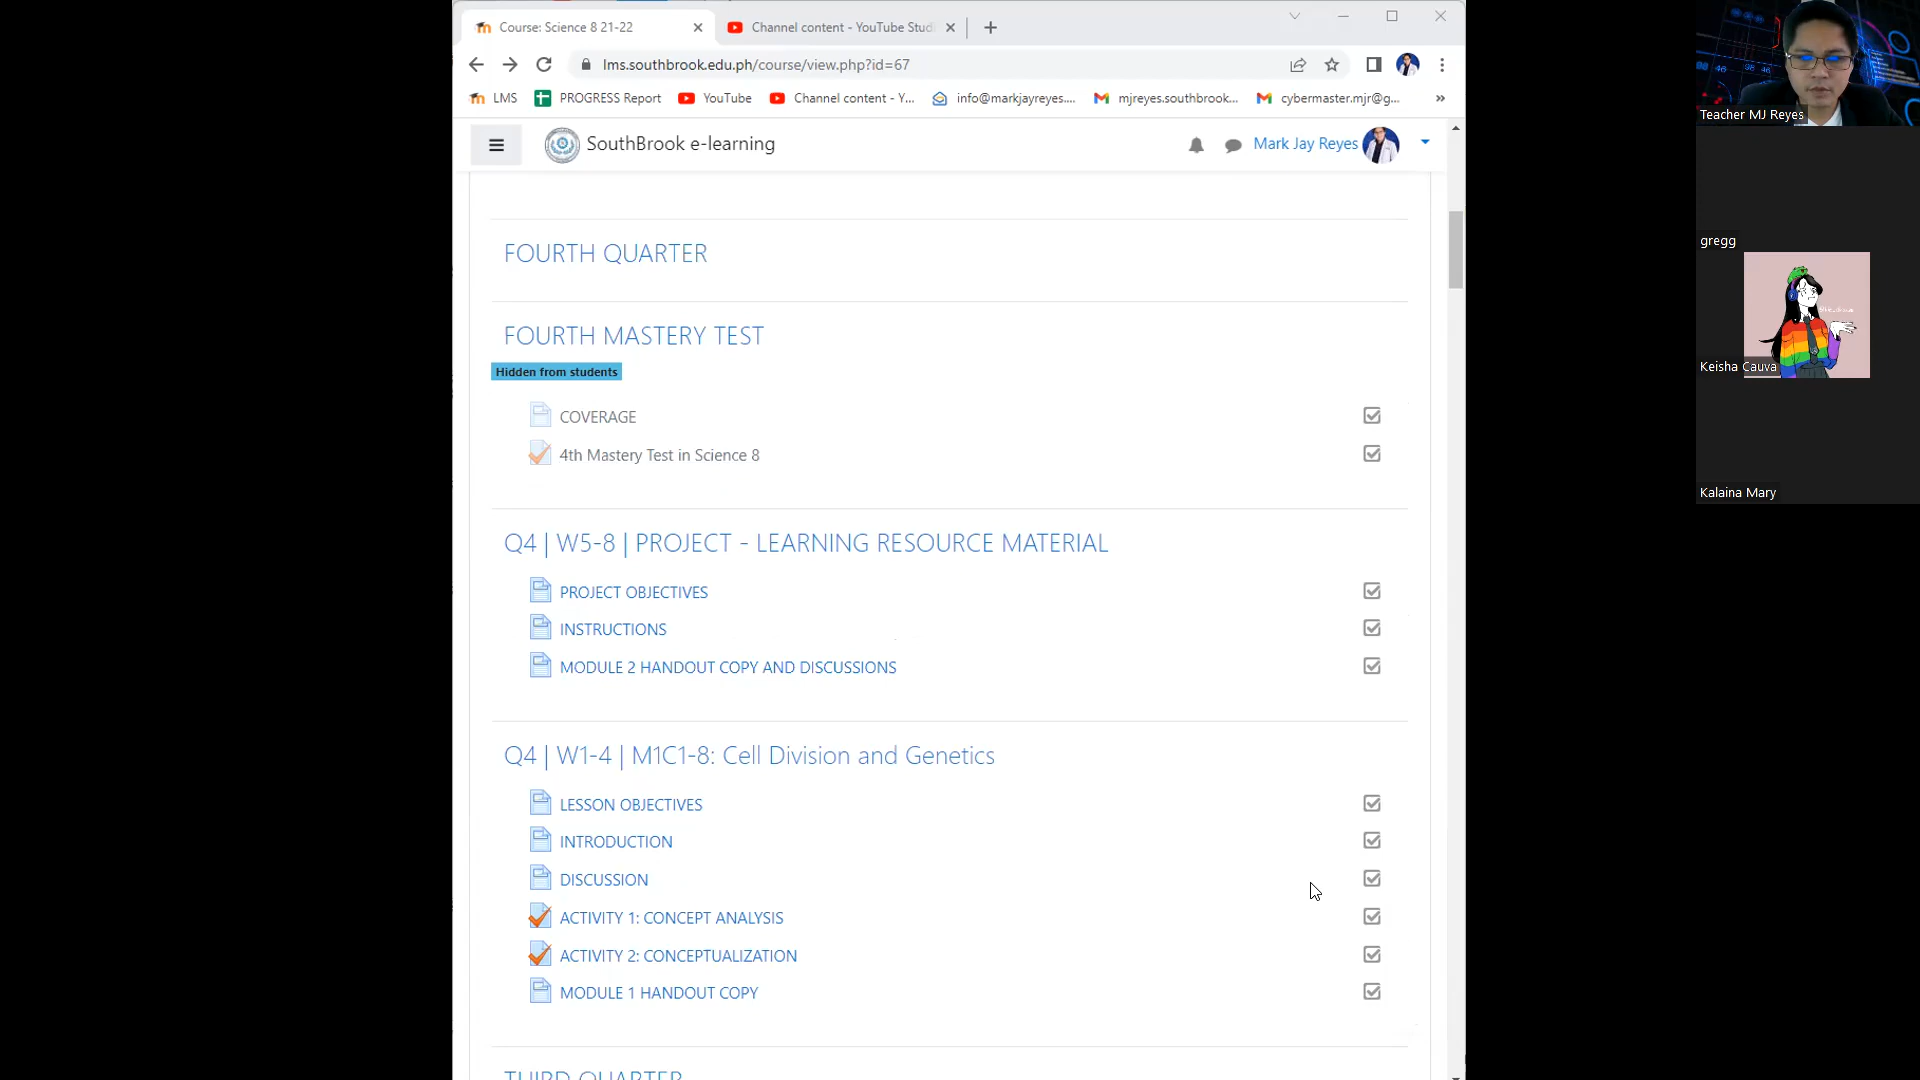 Course: Science 8 21-22
Channel content - YouTube Stud
lms.southbrook.edu.ph/course/view.php?id=67
LMS
PROGRESS Report
YouTube
Channel content - Y...
info@markjayreyes....
mjreyes.southbrook...
cybermaster.mjr@g...
SouthBrook e-learning
Mark Jay Reyes
FOURTH QUARTER
FOURTH MASTERY TEST
Hidden from students
COVERAGE
4th Mastery Test in Science 8
Q4 | W5-8 | PROJECT - LEARNING RESOURCE MATERIAL
PROJECT OBJECTIVES
INSTRUCTIONS
MODULE 2 HANDOUT COPY AND DISCUSSIONS
Q4 | W1-4 | M1C1-8: Cell Division and Genetics
LESSON OBJECTIVES
INTRODUCTION
DISCUSSION
ACTIVITY 1: CONCEPT ANALYSIS
ACTIVITY 2: CONCEPTUALIZATION
MODULE 1 HANDOUT COPY
THIRD QUARTER
Teacher MJ Reyes
gregg
Keisha Cauva
Kalaina Mary